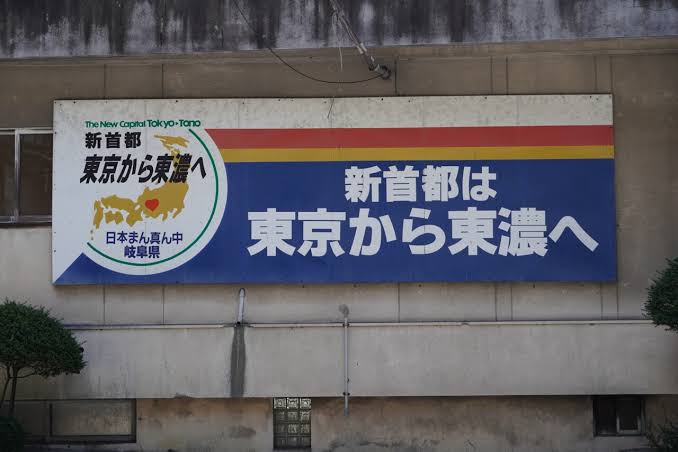 The New Capital Tokyo▸Tono
新首都
東京から東濃へ
日本まん真ん中
岐阜県
新首都は
東京から東濃へ